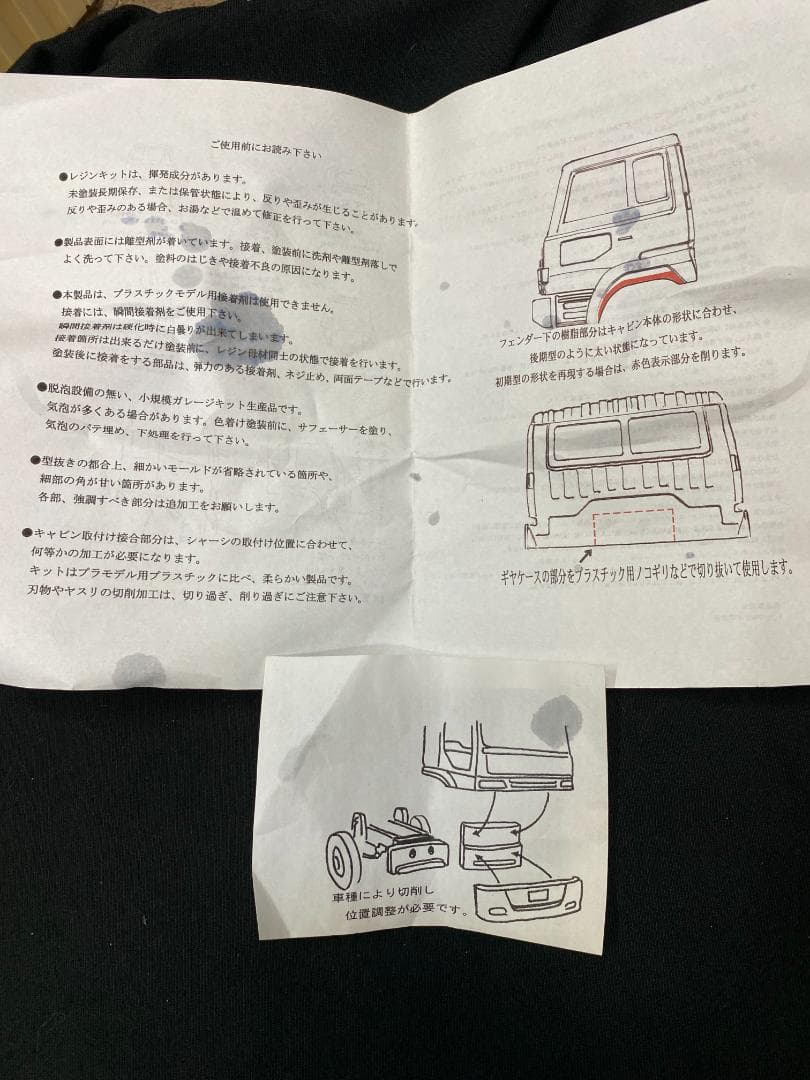 ご使用前にお読み下さい
●レジンキットは、揮発成分があります。
未塗装長期保存、または保管状態により、反りや歪みが生じることがあります。
反りや歪みのある場合、お湯などで温めて修正を行って下さい。
●製品表面には離型剤が着いています。接着、塗装前に洗剤や離型剤落しで
よく洗って下さい。塗料のはじきや接着不良の原因になります。
●本製品は、プラスチックモデル用接着剤は使用できません。
接着には、瞬間接着剤をご使用下さい。
瞬間接着剤は硬化時に白曇りが出来てしまいます。
接着箇所は出来るだけ塗装前に、レジン母材同士の状態で接着を行います。
塗装後に接着をする部品は、弾力のある接着剤、ネジ止め、両面テープなどで行います。
●脱泡設備の無い、小規模ガレージキット生産品です。
気泡が多くある場合があります。色着け塗装前に、サフェーサーを塗り、
気泡のパテ埋め、下処理を行って下さい。
●型抜きの都合上、細かいモールドが省略されている箇所や、
細部の角が甘い箇所があります。
各部、強調すべき部分は追加工をお願いします。
●キャビン取付け接合部分は、シャーシの取付け位置に合わせて、
何等かの加工が必要になります。
キットはプラモデル用プラスチックに比べ、柔らかい製品です。
刃物やヤスリの切削加工は、切り過ぎ、削り過ぎにご注意下さい。
フェンダー下の樹脂部分はキャビン本体の形状に合わせ、
後期型のように太い状態になっています。
初期型の形状を再現する場合は、赤色表示部分を削ります。
ギヤケースの部分をプラスチック用ノコギリなどで切り抜いて使用します。
車種により切削し
位置調整が必要です。